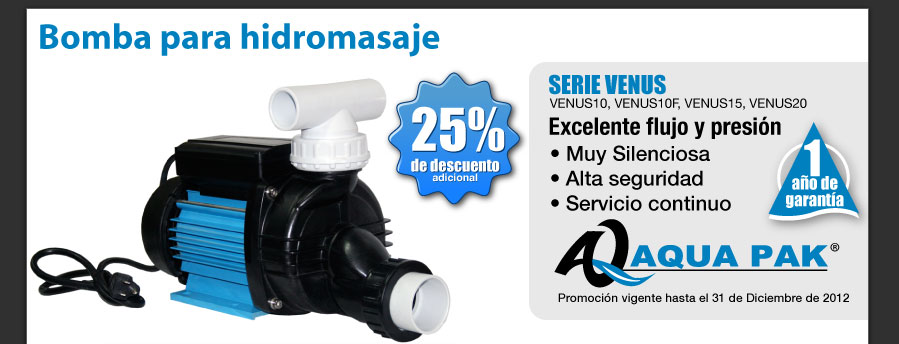 Bomba para hidromasaje
25%
de descuento
adicional
SERIE VENUS
VENUS10, VENUS10F, VENUS15, VENUS20
Excelente flujo y presión
• Muy Silenciosa
• Alta seguridad
• Servicio continuo
1
año de
garantía
AQUA PAK®
Promoción vigente hasta el 31 de Diciembre de 2012